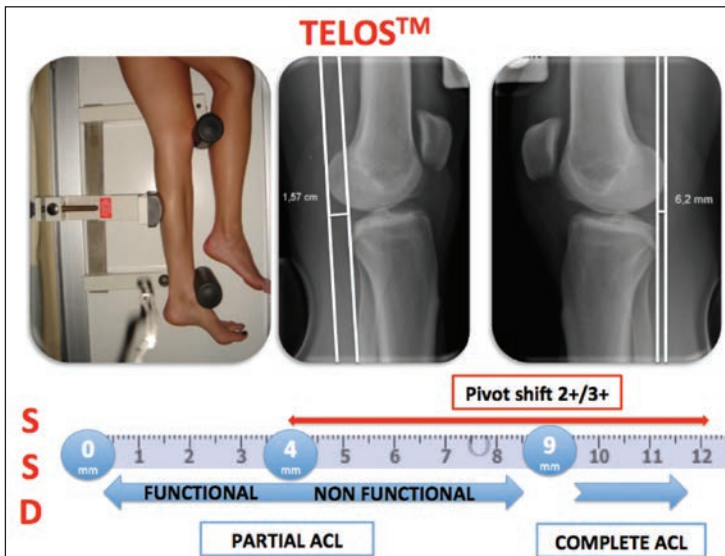 TELOS™
1,57 cm
6,2 mm
Pivot shift 2+/3+
S
S
D
0
mm
1
2
3
4
mm
5
6
7
8
9
mm
10
11
12
FUNCTIONAL
NON FUNCTIONAL
PARTIAL ACL
COMPLETE ACL